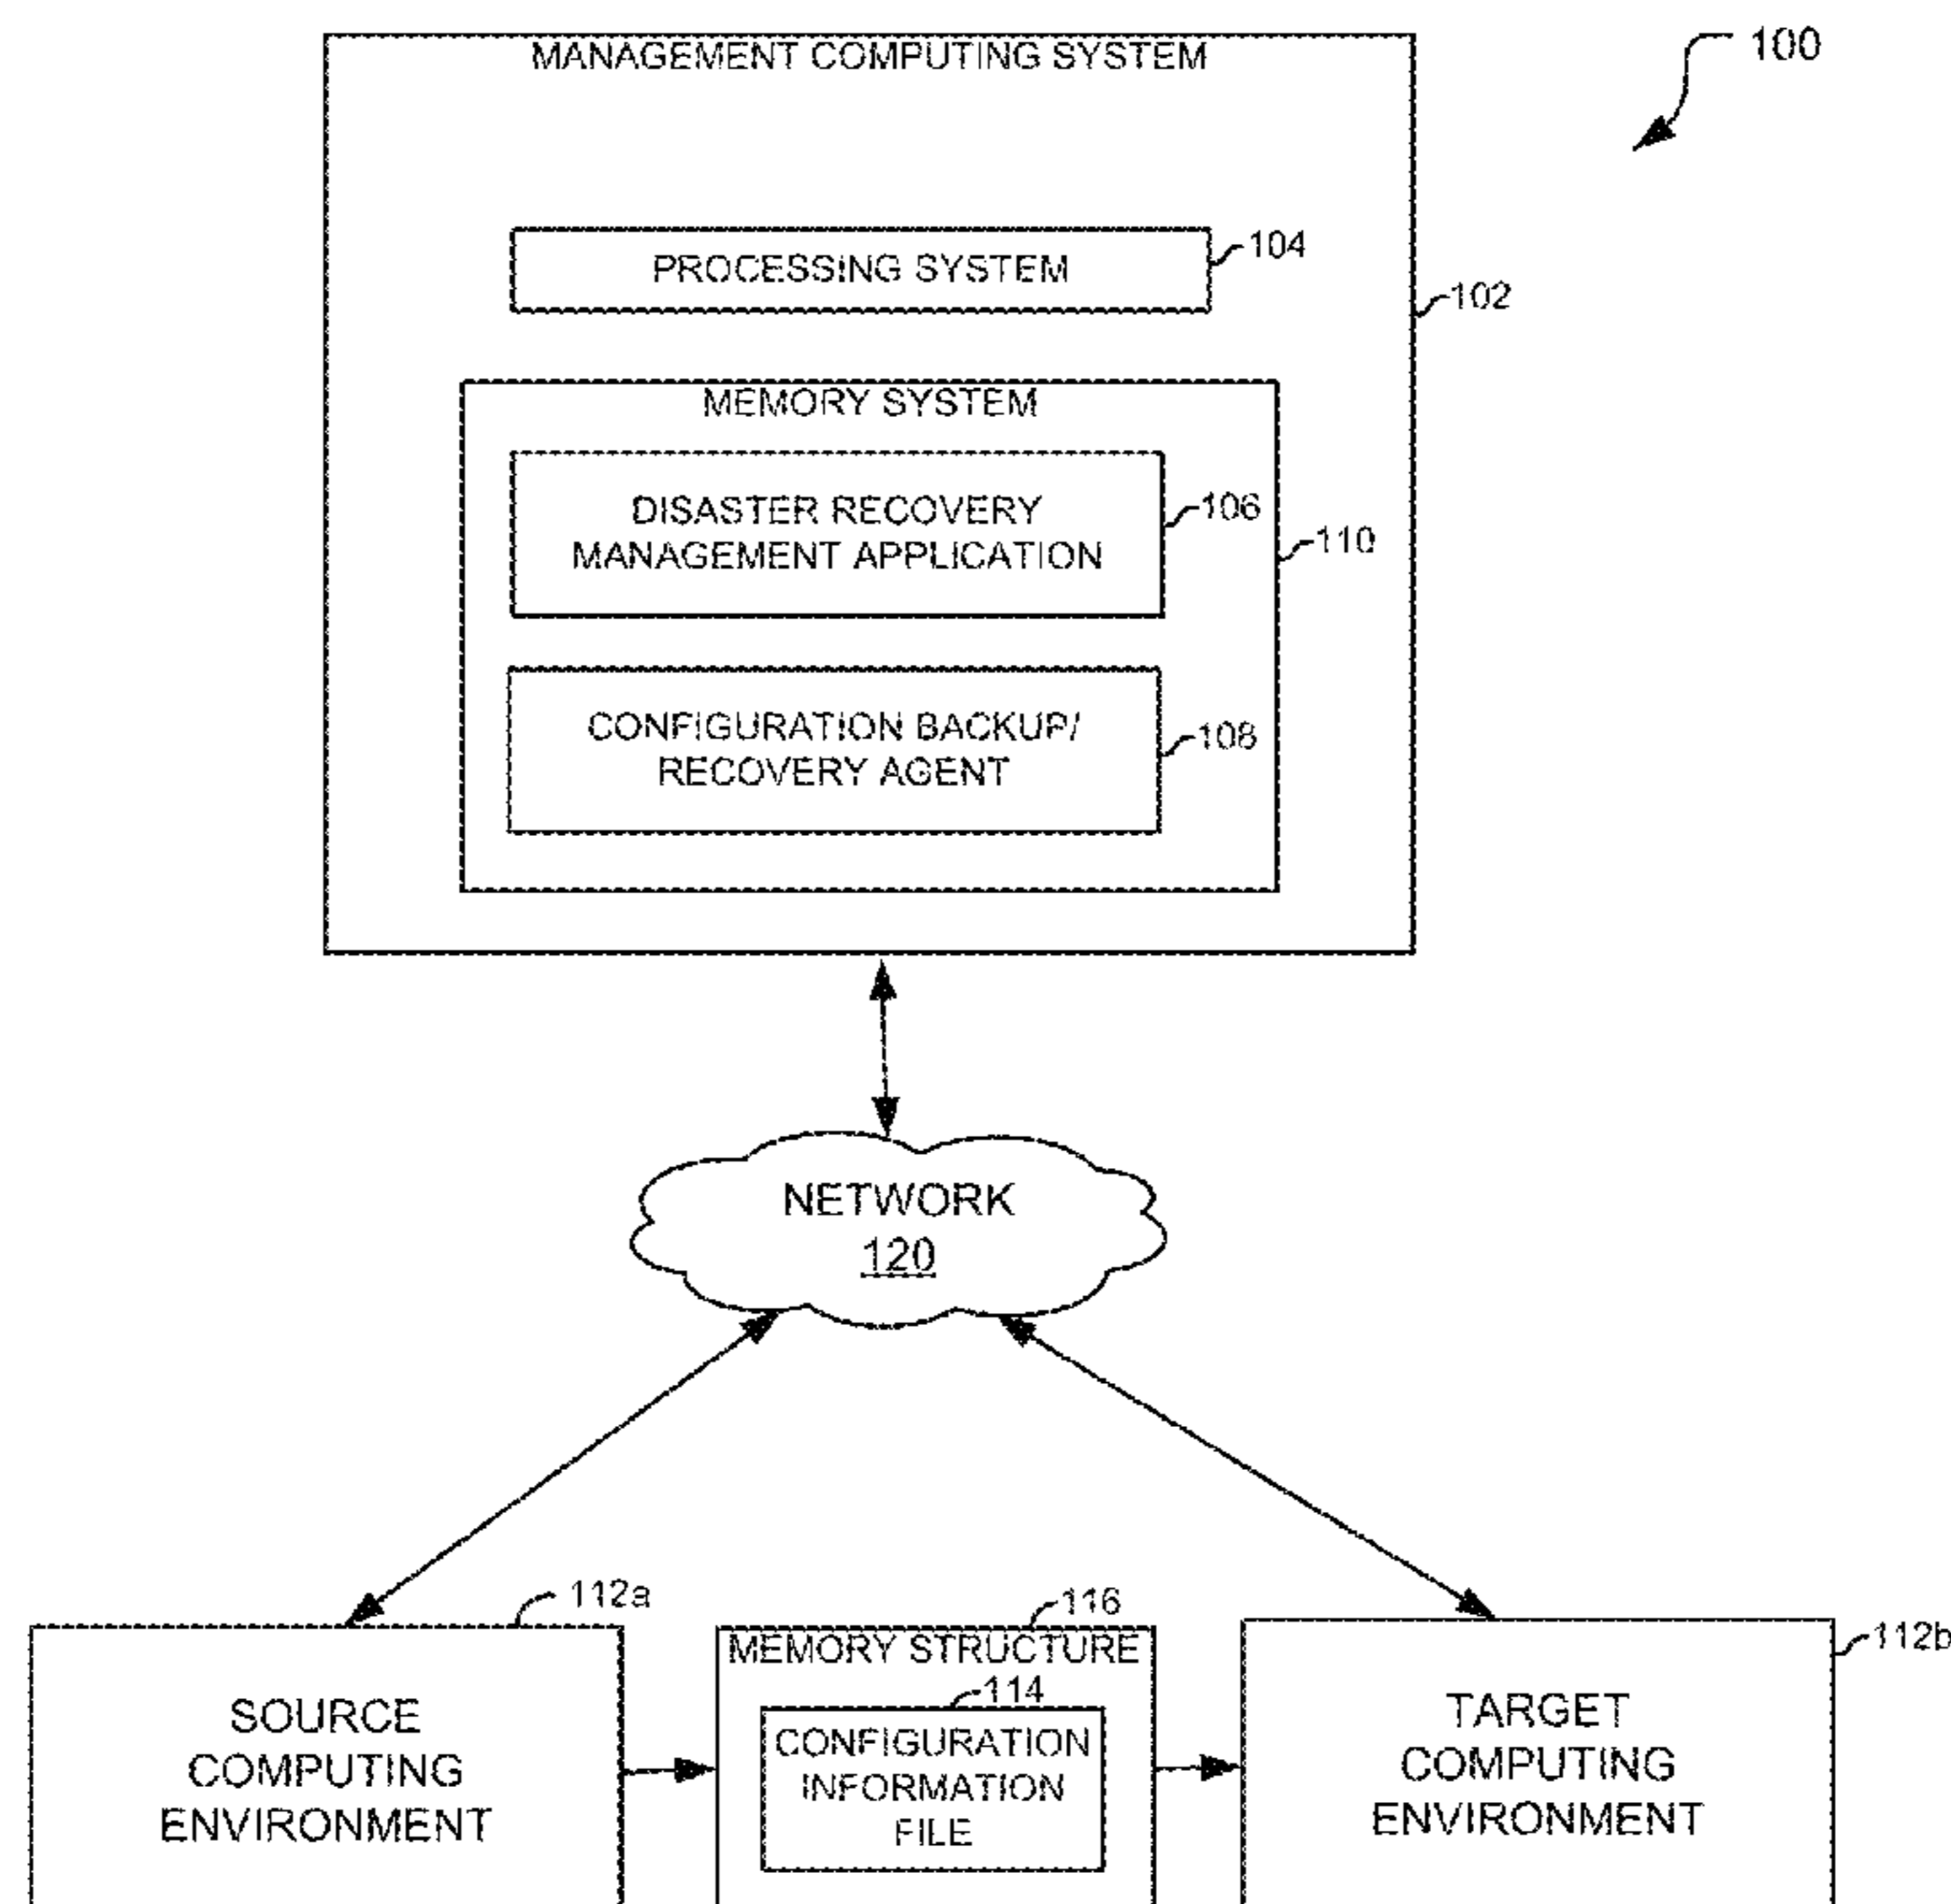 MANAGEMENT COMPUTING SYSTEM
100
PROCESSING SYSTEM
104
102
MEMORY SYSTEM
DISASTER RECOVERY
MANAGEMENT APPLICATION
106
110
CONFIGURATION BACKUP/
RECOVERY AGENT
108
NETWORK
120
112a
SOURCE
COMPUTING
ENVIRONMENT
116
MEMORY STRUCTURE
114
CONFIGURATION
INFORMATION
FILE
112b
TARGET
COMPUTING
ENVIRONMENT